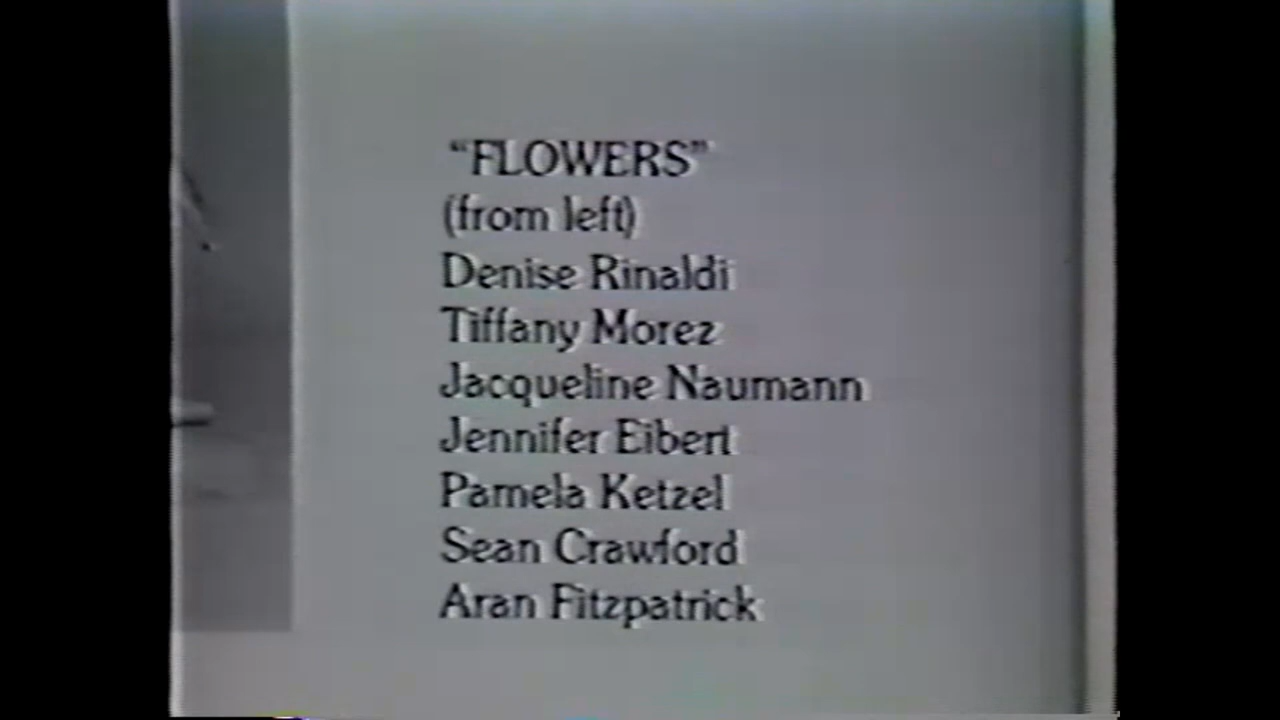 “FLOWERS”
(from left)
Denise Rinaldi
Tiffany Morez
Jacqueline Naumann
Jennifer Eibert
Pamela Ketzel
Sean Crawford
Aran Fitzpatrick